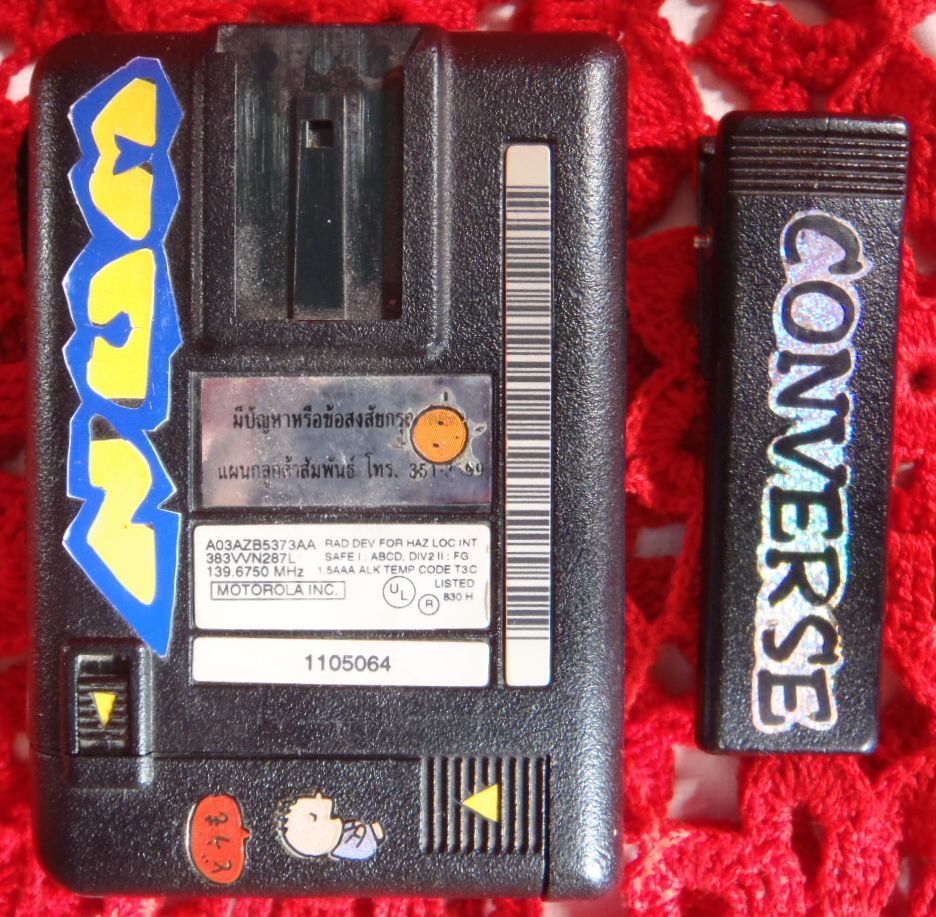 มีปัญหาหรือข้อสงสัยกรุ
แผนกลูกค้าสัมพันธ์ โทร. 351
A03AZB5373AA
383VVN287L
139.6750 MHz
MOTOROLA INC.
RAD DEV FOR HAZ LOC INT
SAFE I : ABCD, DIV2 II : FG
1.5AAA ALK TEMP CODE T3C
UL
R
LISTED
830 H
1105064
CONVERSE